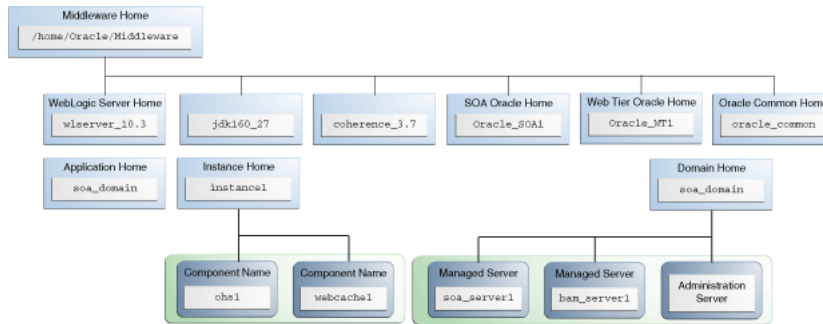 Middleware Home
/home/Oracle/Middleware
WebLogic Server Home
wlserver_10.3
jdk160_27
coherence_3.7
SOA Oracle Home
Oracle_SOA1
Web Tier Oracle Home
Oracle_WT1
Oracle Common Home
oracle_common
Application Home
soa_domain
Instance Home
instance1
Domain Home
soa_domain
Component Name
ohs1
Component Name
webcache1
Managed Server
soa_server1
Managed Server
bam_server1
Administration
Server